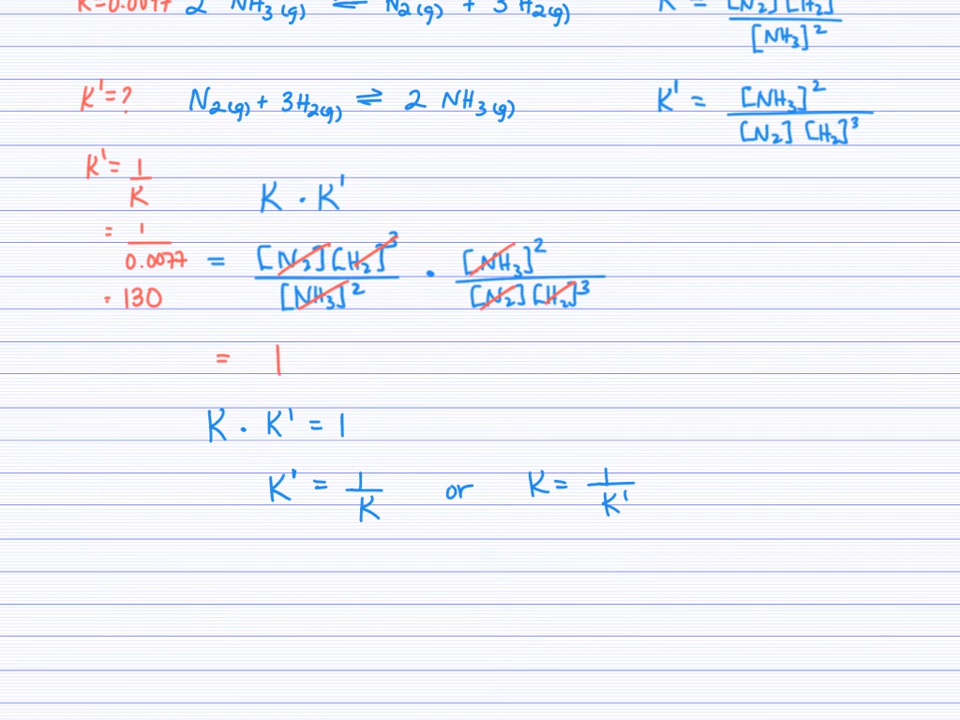 K=0.0077 2 NH₃(g) ⇌ N₂(g) + 3 H₂(g) K = [N₂][H₂] / [NH₃]²
K'=? N₂(g) + 3H₂(g) ⇌ 2 NH₃(g) K' = [NH₃]² / [N₂][H₂]³
K' = 1/K
K · K'
= 1/0.0077
= [N₂][H₂]³ / [NH₃]² · [NH₃]² / [N₂][H₂]³
= 130
= 1
K · K' = 1
K' = 1/K or K = 1/K'